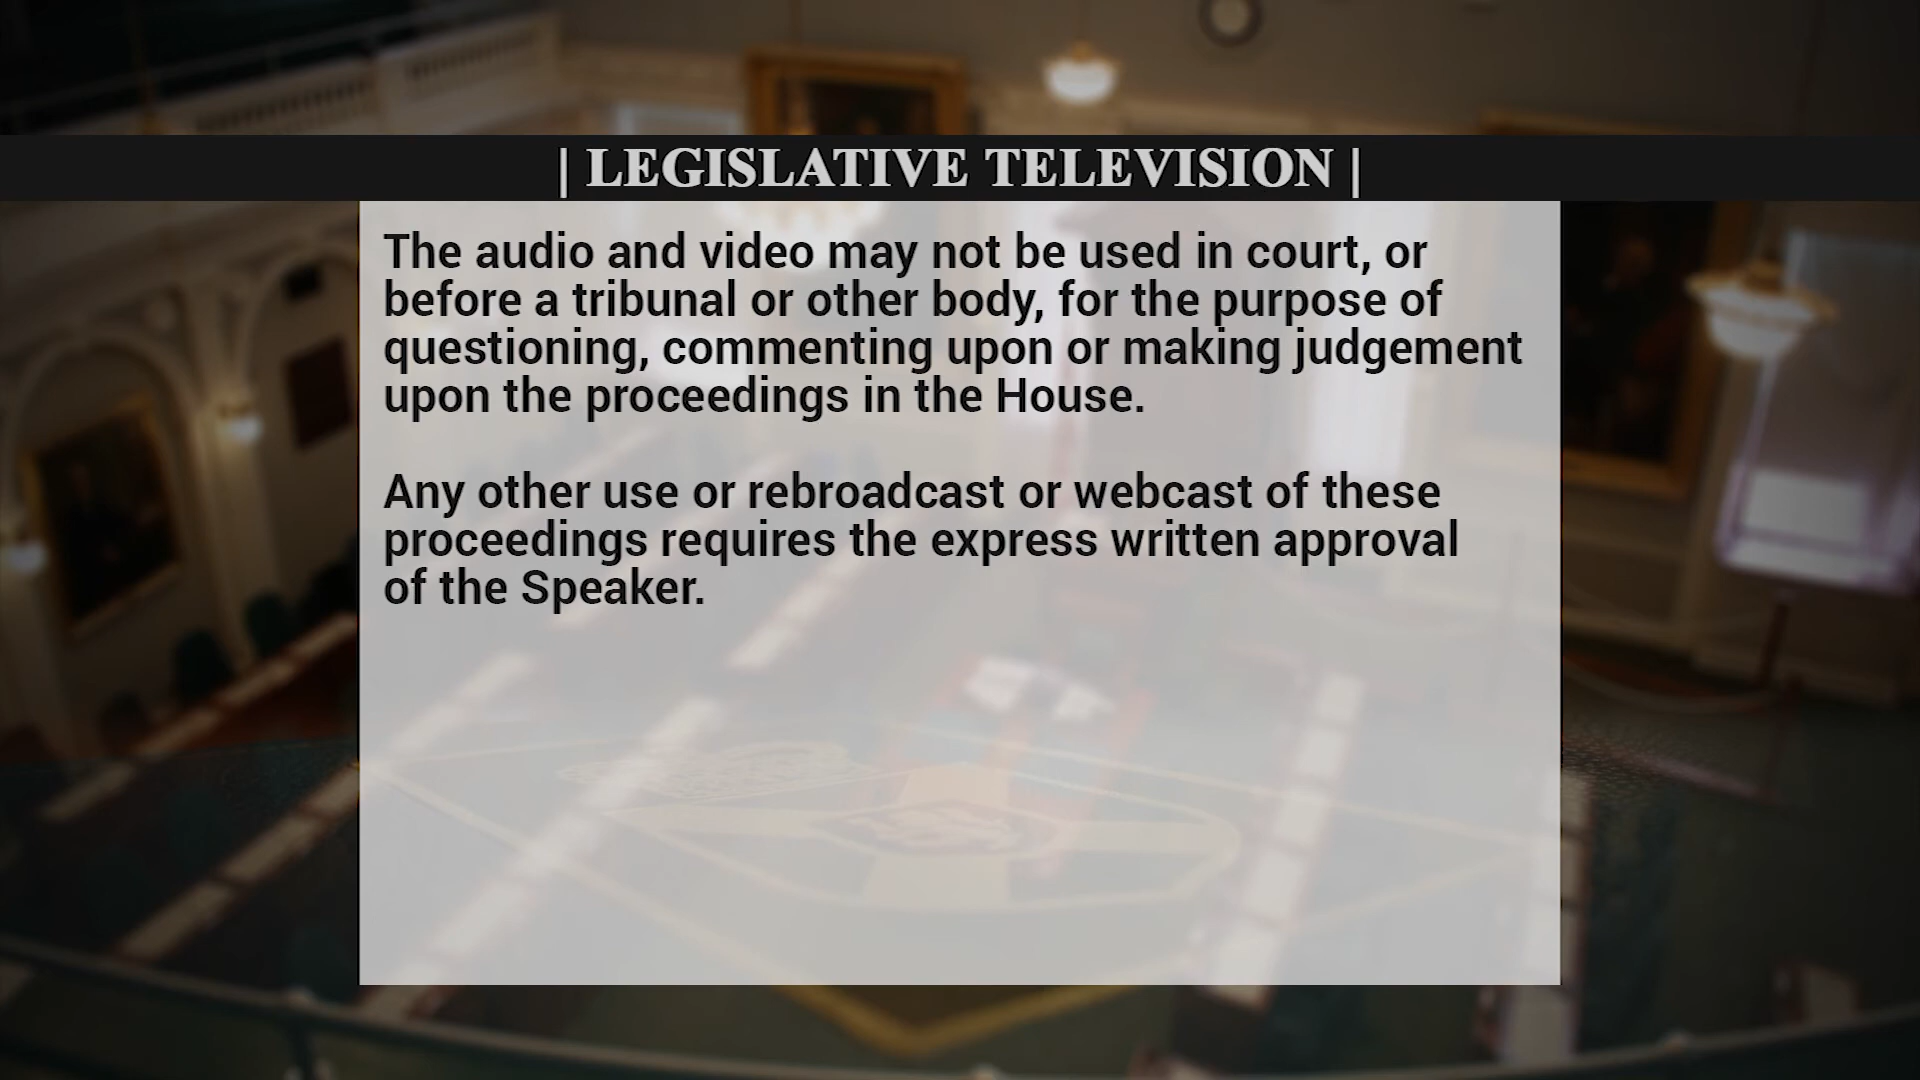 | LEGISLATIVE TELEVISION |
The audio and video may not be used in court, or
before a tribunal or other body, for the purpose of
questioning, commenting upon or making judgement
upon the proceedings in the House.
Any other use or rebroadcast or webcast of these
proceedings requires the express written approval
of the Speaker.